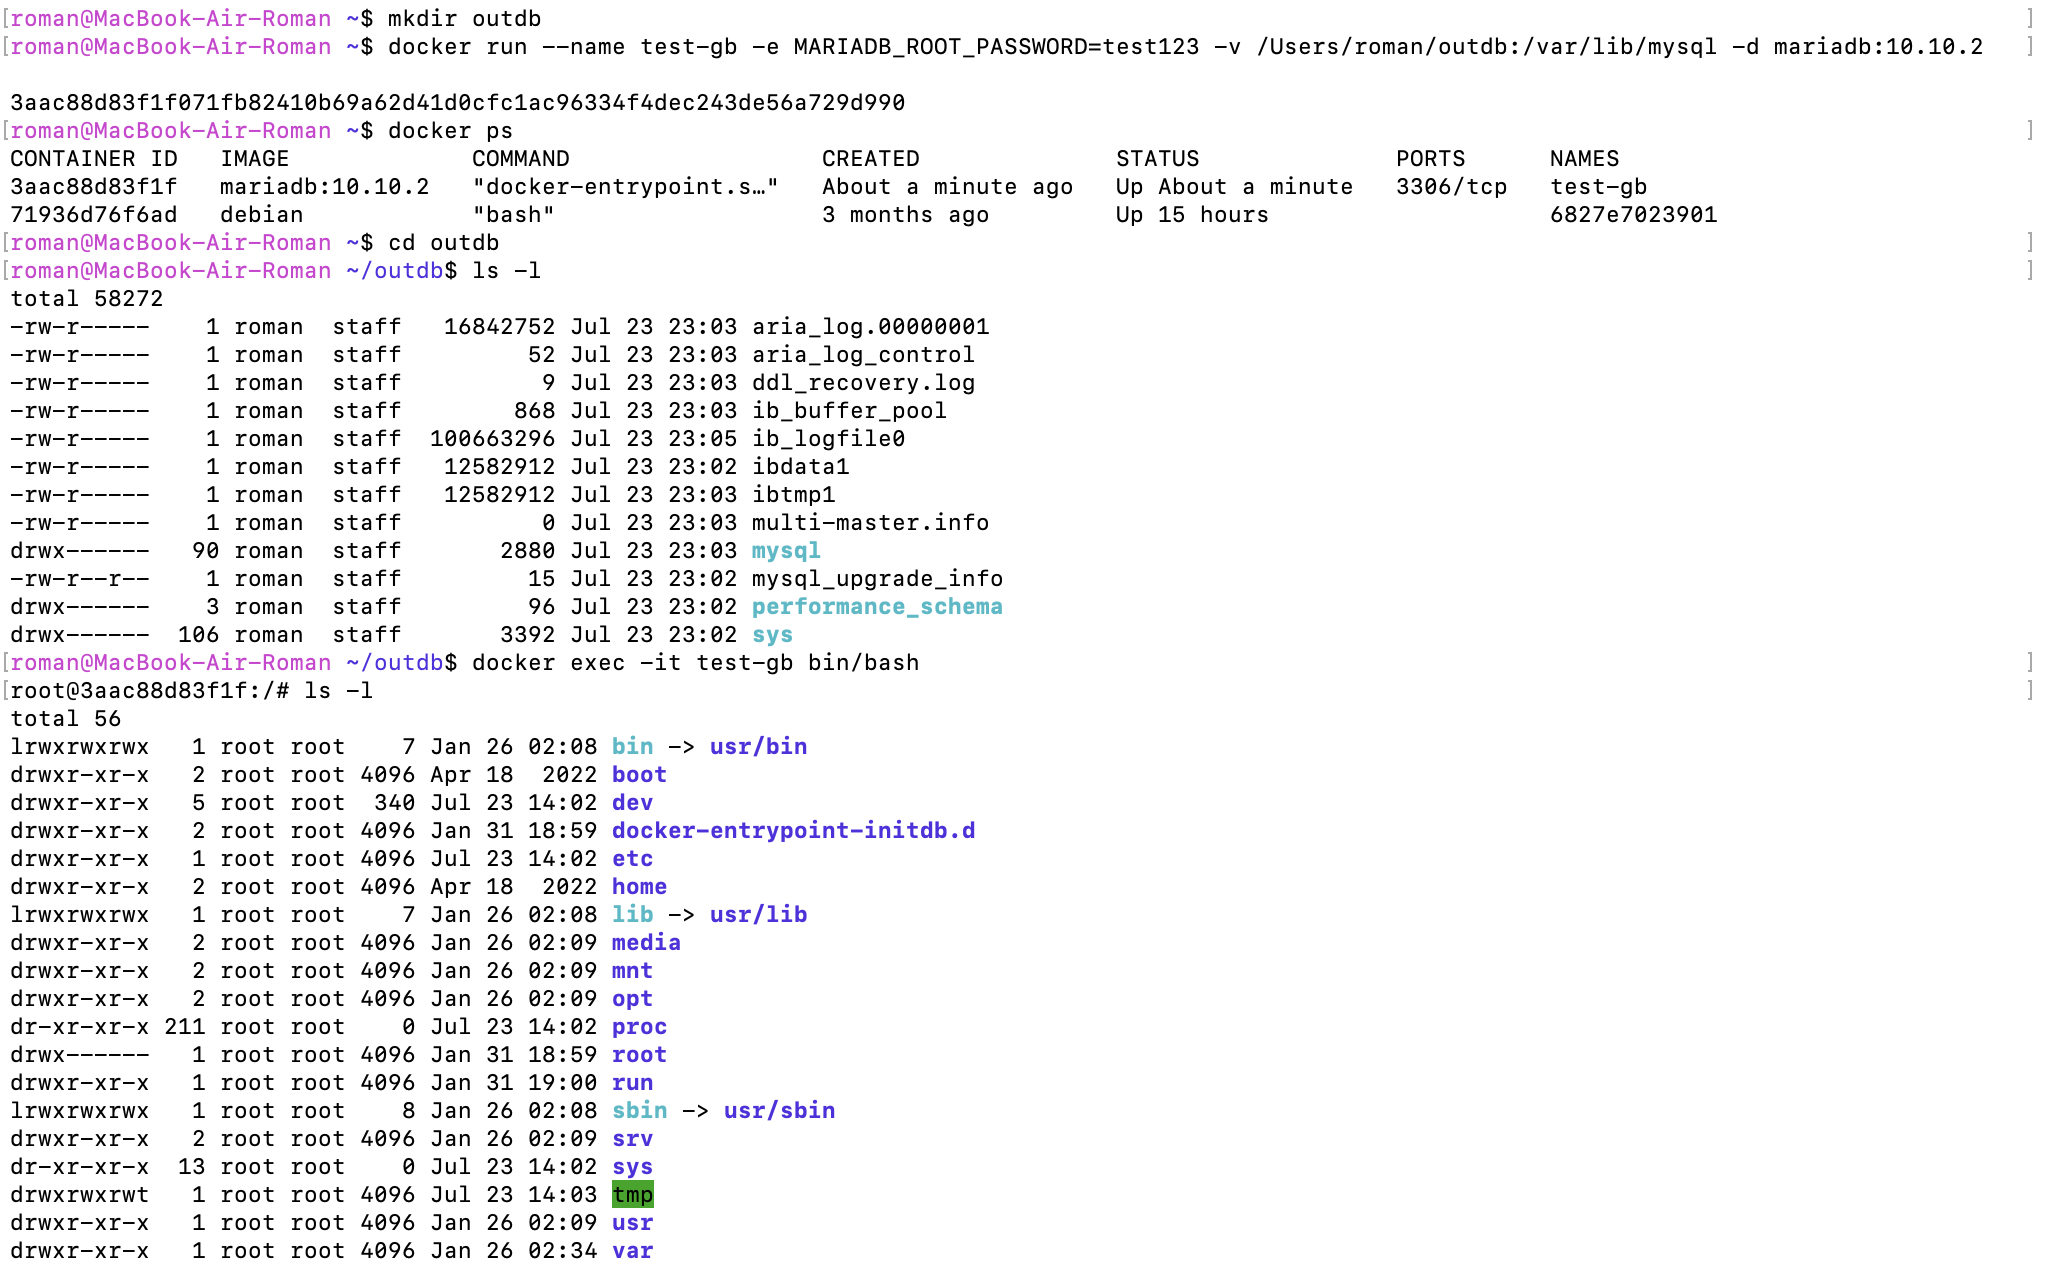 [roman@MacBook-Air-Roman ~$ mkdir outdb ]
[roman@MacBook-Air-Roman ~$ docker run --name test-gb -e MARIADB_ROOT_PASSWORD=test123 -v /Users/roman/outdb:/var/lib/mysql -d mariadb:10.10.2 ]
3aac88d83f1f071fb82410b69a62d41d0cfc1ac96334f4dec243de56a729d990
[roman@MacBook-Air-Roman ~$ docker ps ]
CONTAINER ID   IMAGE             COMMAND                  CREATED              STATUS              PORTS      NAMES
3aac88d83f1f   mariadb:10.10.2   "docker-entrypoint.s…"   About a minute ago   Up About a minute   3306/tcp   test-gb
71936d76f6ad   debian            "bash"                   3 months ago         Up 15 hours                    6827e7023901
[roman@MacBook-Air-Roman ~$ cd outdb ]
[roman@MacBook-Air-Roman ~/outdb$ ls -l ]
total 58272
-rw-r-----    1 roman  staff   16842752 Jul 23 23:03 aria_log.00000001
-rw-r-----    1 roman  staff         52 Jul 23 23:03 aria_log_control
-rw-r-----    1 roman  staff          9 Jul 23 23:03 ddl_recovery.log
-rw-r-----    1 roman  staff        868 Jul 23 23:03 ib_buffer_pool
-rw-r-----    1 roman  staff  100663296 Jul 23 23:05 ib_logfile0
-rw-r-----    1 roman  staff   12582912 Jul 23 23:02 ibdata1
-rw-r-----    1 roman  staff   12582912 Jul 23 23:03 ibtmp1
-rw-r-----    1 roman  staff          0 Jul 23 23:03 multi-master.info
drwx------   90 roman  staff       2880 Jul 23 23:03 mysql
-rw-r--r--    1 roman  staff         15 Jul 23 23:02 mysql_upgrade_info
drwx------    3 roman  staff         96 Jul 23 23:02 performance_schema
drwx------  106 roman  staff       3392 Jul 23 23:02 sys
[roman@MacBook-Air-Roman ~/outdb$ docker exec -it test-gb bin/bash ]
[root@3aac88d83f1f:/# ls -l ]
total 56
lrwxrwxrwx   1 root root    7 Jan 26 02:08 bin -> usr/bin
drwxr-xr-x   2 root root 4096 Apr 18  2022 boot
drwxr-xr-x   5 root root  340 Jul 23 14:02 dev
drwxr-xr-x   2 root root 4096 Jan 31 18:59 docker-entrypoint-initdb.d
drwxr-xr-x   1 root root 4096 Jul 23 14:02 etc
drwxr-xr-x   2 root root 4096 Apr 18  2022 home
lrwxrwxrwx   1 root root    7 Jan 26 02:08 lib -> usr/lib
drwxr-xr-x   2 root root 4096 Jan 26 02:09 media
drwxr-xr-x   2 root root 4096 Jan 26 02:09 mnt
drwxr-xr-x   2 root root 4096 Jan 26 02:09 opt
dr-xr-xr-x 211 root root    0 Jul 23 14:02 proc
drwx------   1 root root 4096 Jan 31 18:59 root
drwxr-xr-x   1 root root 4096 Jan 31 19:00 run
lrwxrwxrwx   1 root root    8 Jan 26 02:08 sbin -> usr/sbin
drwxr-xr-x   2 root root 4096 Jan 26 02:09 srv
dr-xr-xr-x  13 root root    0 Jul 23 14:02 sys
drwxrwxrwt   1 root root 4096 Jul 23 14:03 tmp
drwxr-xr-x   1 root root 4096 Jan 26 02:09 usr
drwxr-xr-x   1 root root 4096 Jan 26 02:34 var